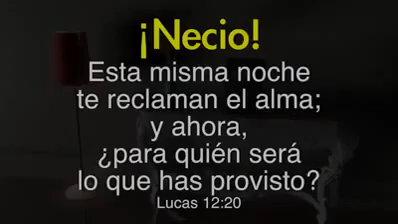 ¡Necio!
Esta misma noche
te reclaman el alma;
y ahora,
¿para quién será
lo que has provisto?
Lucas 12:20